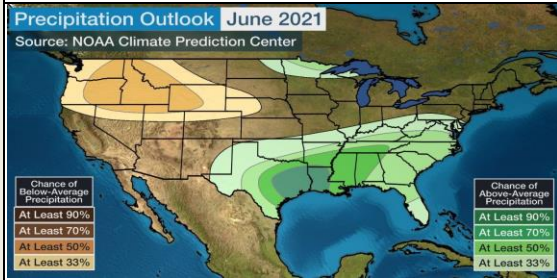 Precipitation Outlook June 2021
Source: NOAA Climate Prediction Center
Chance of
Below-Average
Precipitation
At Least 90%
At Least 70%
At Least 50%
At Least 33%
Chance of
Above-Average
Precipitation
At Least 90%
At Least 70%
At Least 50%
At Least 33%